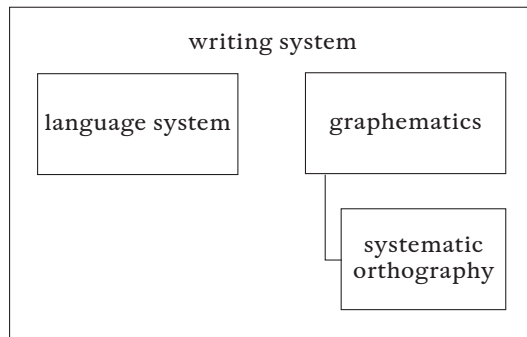 writing system
language system
graphematics
systematic
orthography